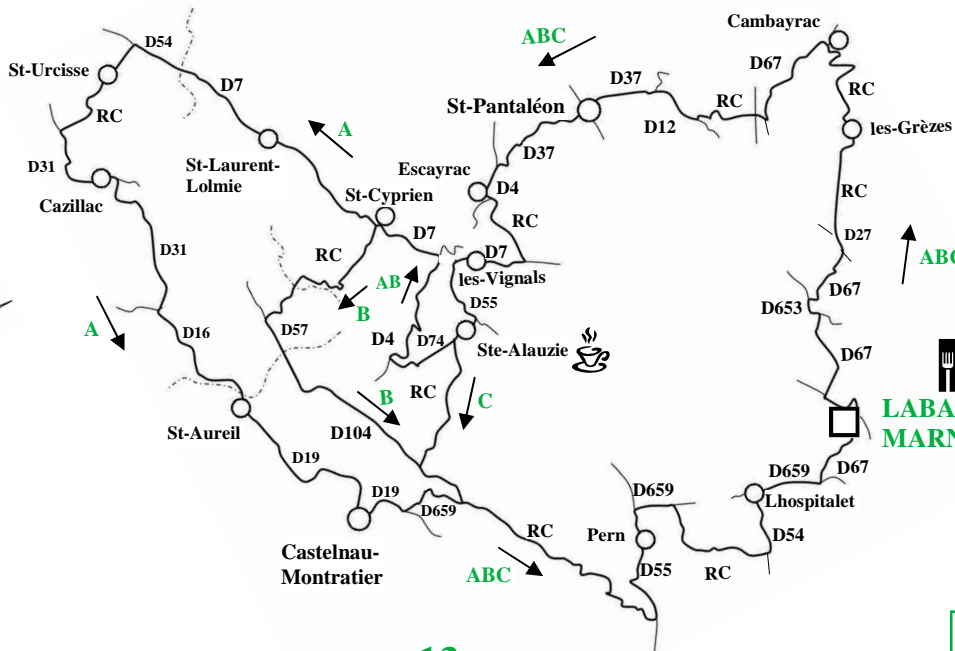 Cambayrac
ABC
D54
St-Urcisse
D7
D37
D67
RC
RC
St-Pantaléon
D12
RC
les-Grèzes
A
D37
D31
St-Laurent-
Lolmie
Escayrac
D4
RC
Cazillac
St-Cyprien
RC
D7
D27
D31
RC
D7
les-Vignals
ABC
AB
D67
B
D55
D653
A
D16
D57
D4
D74
Ste-Alauzie
D67
B
RC
C
St-Aureil
D104
LABA
MARN
D19
D659
D67
D19
D659
D659
Lhospitalet
RC
Pern
D54
Castelnau-
Montratier
ABC
D55
RC